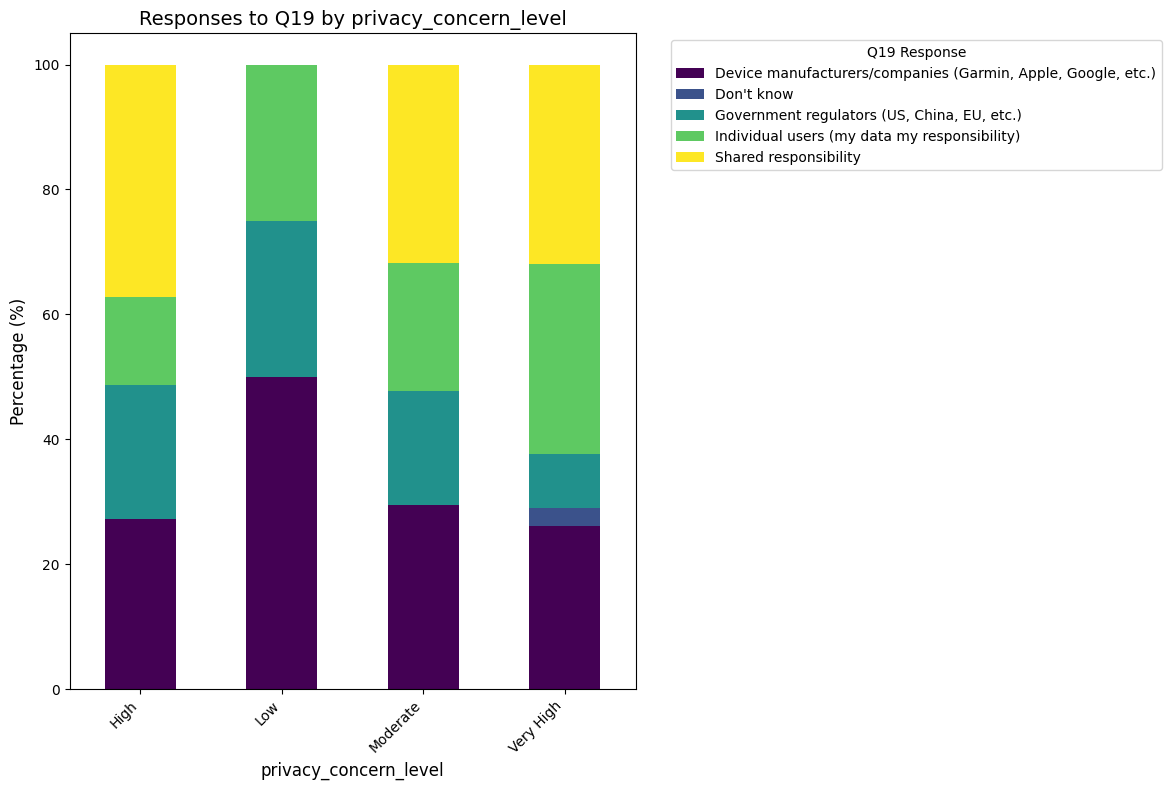 Responses to Q19 by privacy_concern_level
Percentage (%)
100
80
60
40
20
0
High
Low
Moderate
Very High
privacy_concern_level
Q19 Response
Device manufacturers/companies (Garmin, Apple, Google, etc.)
Don't know
Government regulators (US, China, EU, etc.)
Individual users (my data my responsibility)
Shared responsibility